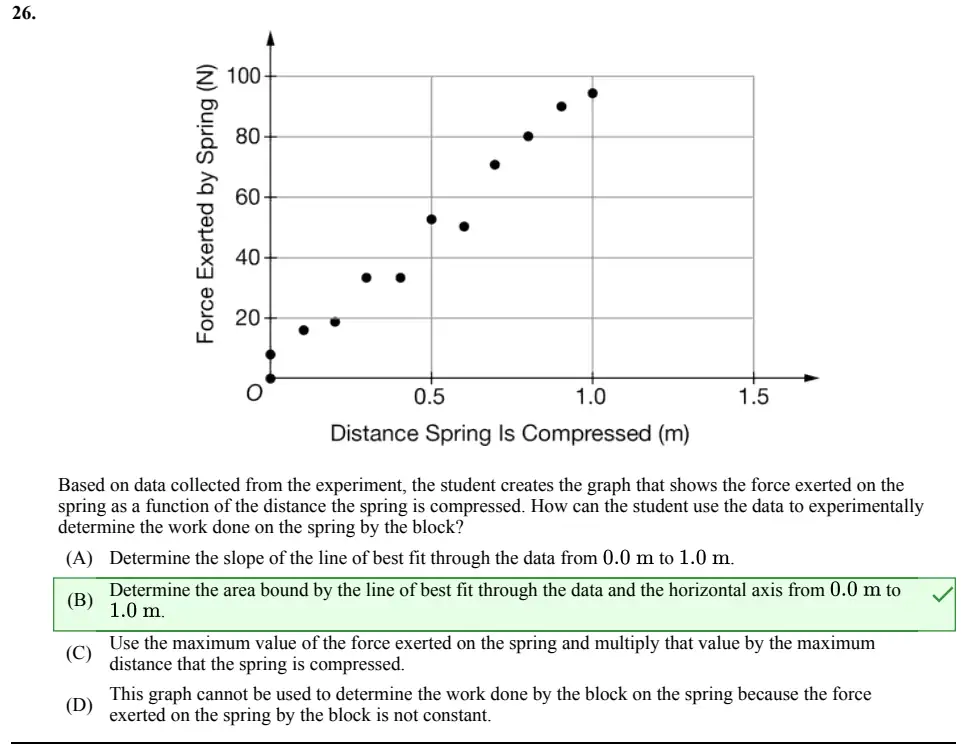 26.
Force Exerted by Spring (N)
100
80
60
40
20
O
0.5
1.0
1.5
Distance Spring Is Compressed (m)
Based on data collected from the experiment, the student creates the graph that shows the force exerted on the
spring as a function of the distance the spring is compressed. How can the student use the data to experimentally
determine the work done on the spring by the block?
(A) Determine the slope of the line of best fit through the data from 0.0 m to 1.0 m.
(B) Determine the area bound by the line of best fit through the data and the horizontal axis from 0.0 m to
1.0 m.
(C) Use the maximum value of the force exerted on the spring and multiply that value by the maximum
distance that the spring is compressed.
(D) This graph cannot be used to determine the work done by the block on the spring because the force
exerted on the spring by the block is not constant.